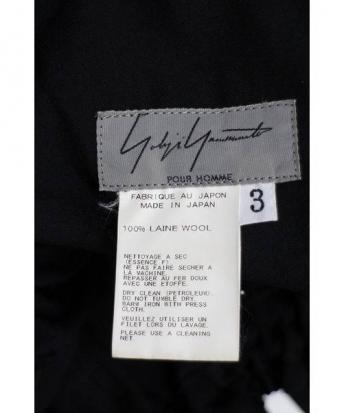 Yohji Yamamoto
POUR HOMME
FABRIQUE AU JAPON
MADE IN JAPAN
3
100% LAINE WOOL
NETTOYAGE A SEC
(ESSENCE F)
NE PAS FAIRE SECHER A
LA MACHINE.
REPASSER AU FER DOUX
AVEC UNE ETOFFE.
DRY CLEAN (PETROLEUM)
DO NOT TUMBLE DRY
WARM IRON WITH PRESS
CLOTH.
VEUILLEZ UTILISER UN
FILET LORS DU LAVAGE.
PLEASE USE A CLEANING
NET